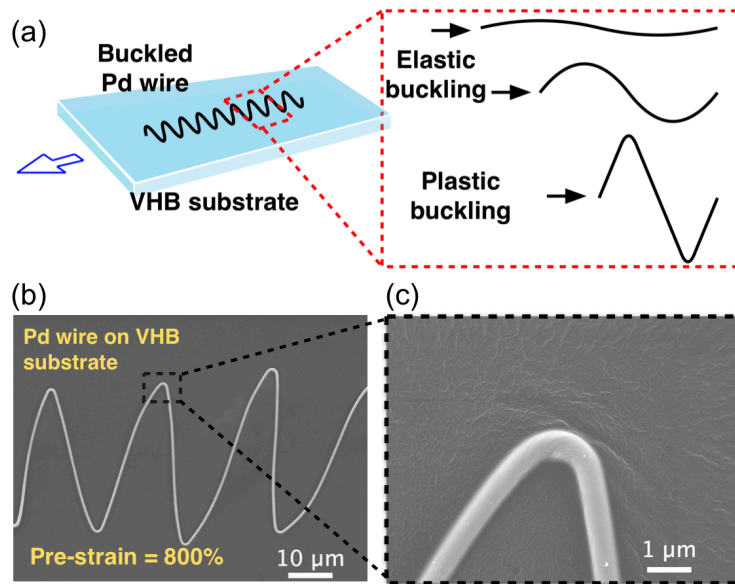 (a)
Buckled
Pd wire
VHB substrate
Elastic
buckling
Plastic
buckling
(b)
Pd wire on VHB
substrate
Pre-strain = 800%
10 μm
(c)
1 μm